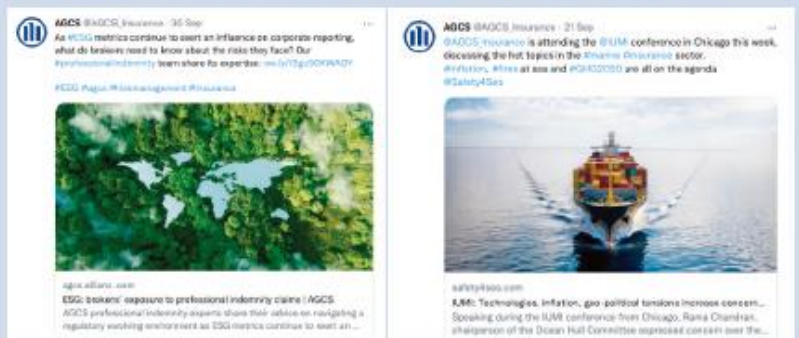 AGCS @AGCS_Insurance · 30 Sep
As #ESG metrics continue to exert an influence on corporate reporting,
what do brokers need to know about the risks they face? Our
#professionalindemnity team share its expertise:
#ESG #agcs #riskmanagement #insurance
agcs.allianz.com
ESG: brokers' exposure to professional indemnity claims | AGCS
AGCS professional indemnity experts share their advice on navigating a
regulatory evolving environment as ESG metrics continue to exert an ...
AGCS @AGCS_Insurance · 21 Sep
@AGCS_Insurance is attending the @IUMI conference in Chicago this week,
discussing the hot topics in the #marine #insurance sector.
#inflation, #fires at sea and are all on the agenda
@Safety4Sea
safety4sea.com
IUMI: Technologies, inflation, geo-political tensions increase concern...
Speaking during the IUMI conference from Chicago, Rama Chandran,
chairperson of the Ocean Hull Committee expressed concern over the...